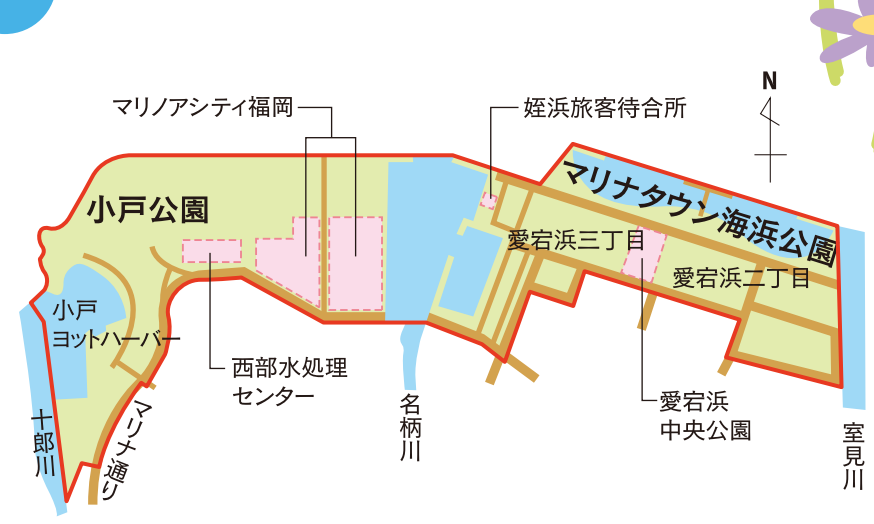 N
マリノアシティ福岡
姪浜旅客待合所
マリナタウン海浜公園
小戸公園
愛宕浜三丁目
愛宕浜二丁目
小戸
ヨットハーバー
西部水処理
センター
愛宕浜
中央公園
名柄川
十郎川
マリナ通り
室見川